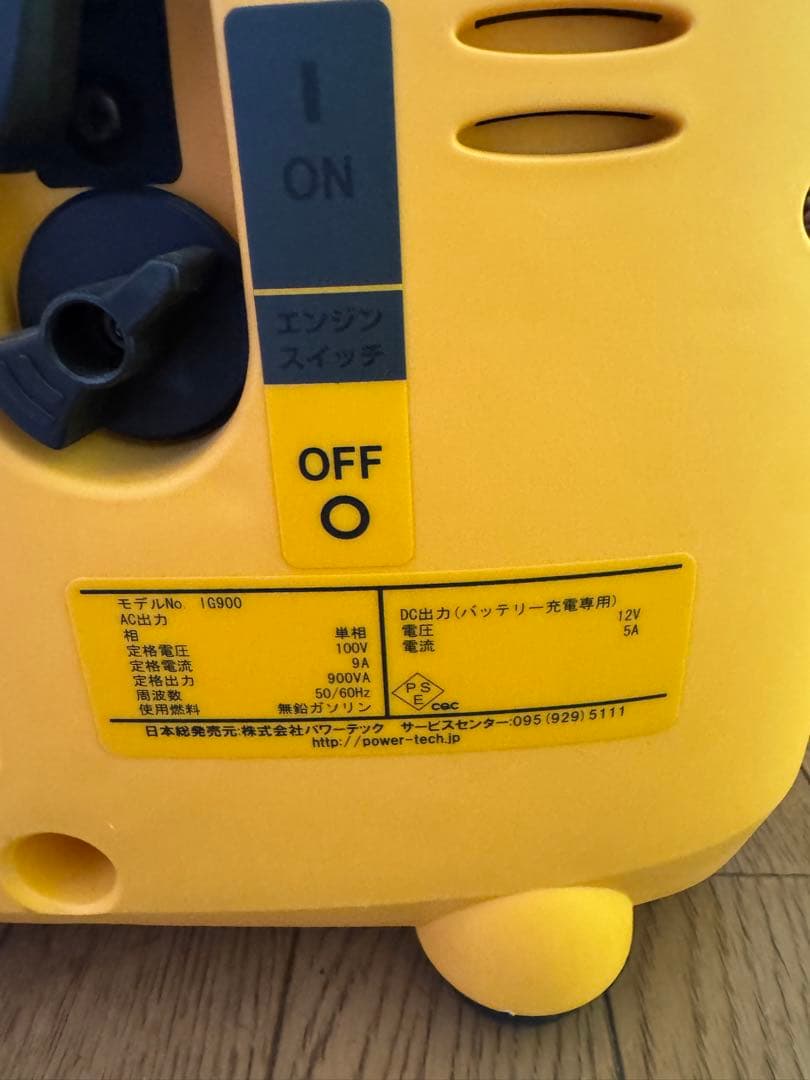 I
ON
エンジン
スイッチ
OFF
O
モデルNo. IG900
AC出力
相 単相
定格電圧 100V
定格電流 9A
定格出力 900VA
周波数 50/60Hz
使用燃料 無鉛ガソリン
DC出力(バッテリー充電専用)
電圧 12V
電流 5A
PS
E cqc
日本総発売元:株式会社パワーテック サービスセンター:095(929)5111
http://power-tech.jp